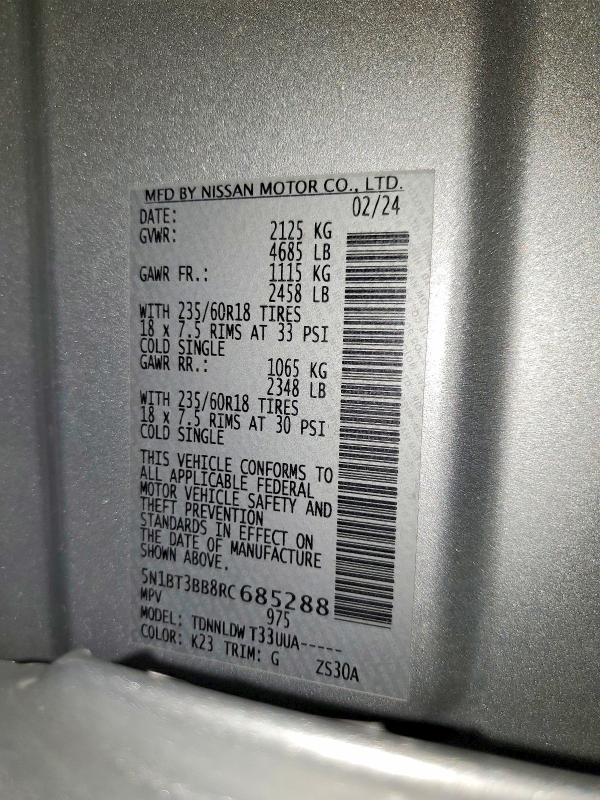 MFD BY NISSAN MOTOR CO., LTD.
DATE: 02/24
GVWR: 2125 KG
4685 LB
GAWR FR.: 1115 KG
2458 LB
WITH 235/60R18 TIRES
18 x 7.5 RIMS AT 33 PSI
COLD SINGLE
GAWR RR.: 1065 KG
2348 LB
WITH 235/60R18 TIRES
18 x 7.5 RIMS AT 30 PSI
COLD SINGLE
THIS VEHICLE CONFORMS TO
ALL APPLICABLE FEDERAL
MOTOR VEHICLE SAFETY AND
THEFT PREVENTION
STANDARDS IN EFFECT ON
THE DATE OF MANUFACTURE
SHOWN ABOVE.
5N1BT3BB8RC685288
MPV 975
MODEL: TDNNLDW T33UUA-----
COLOR: K23 TRIM: G ZS30A